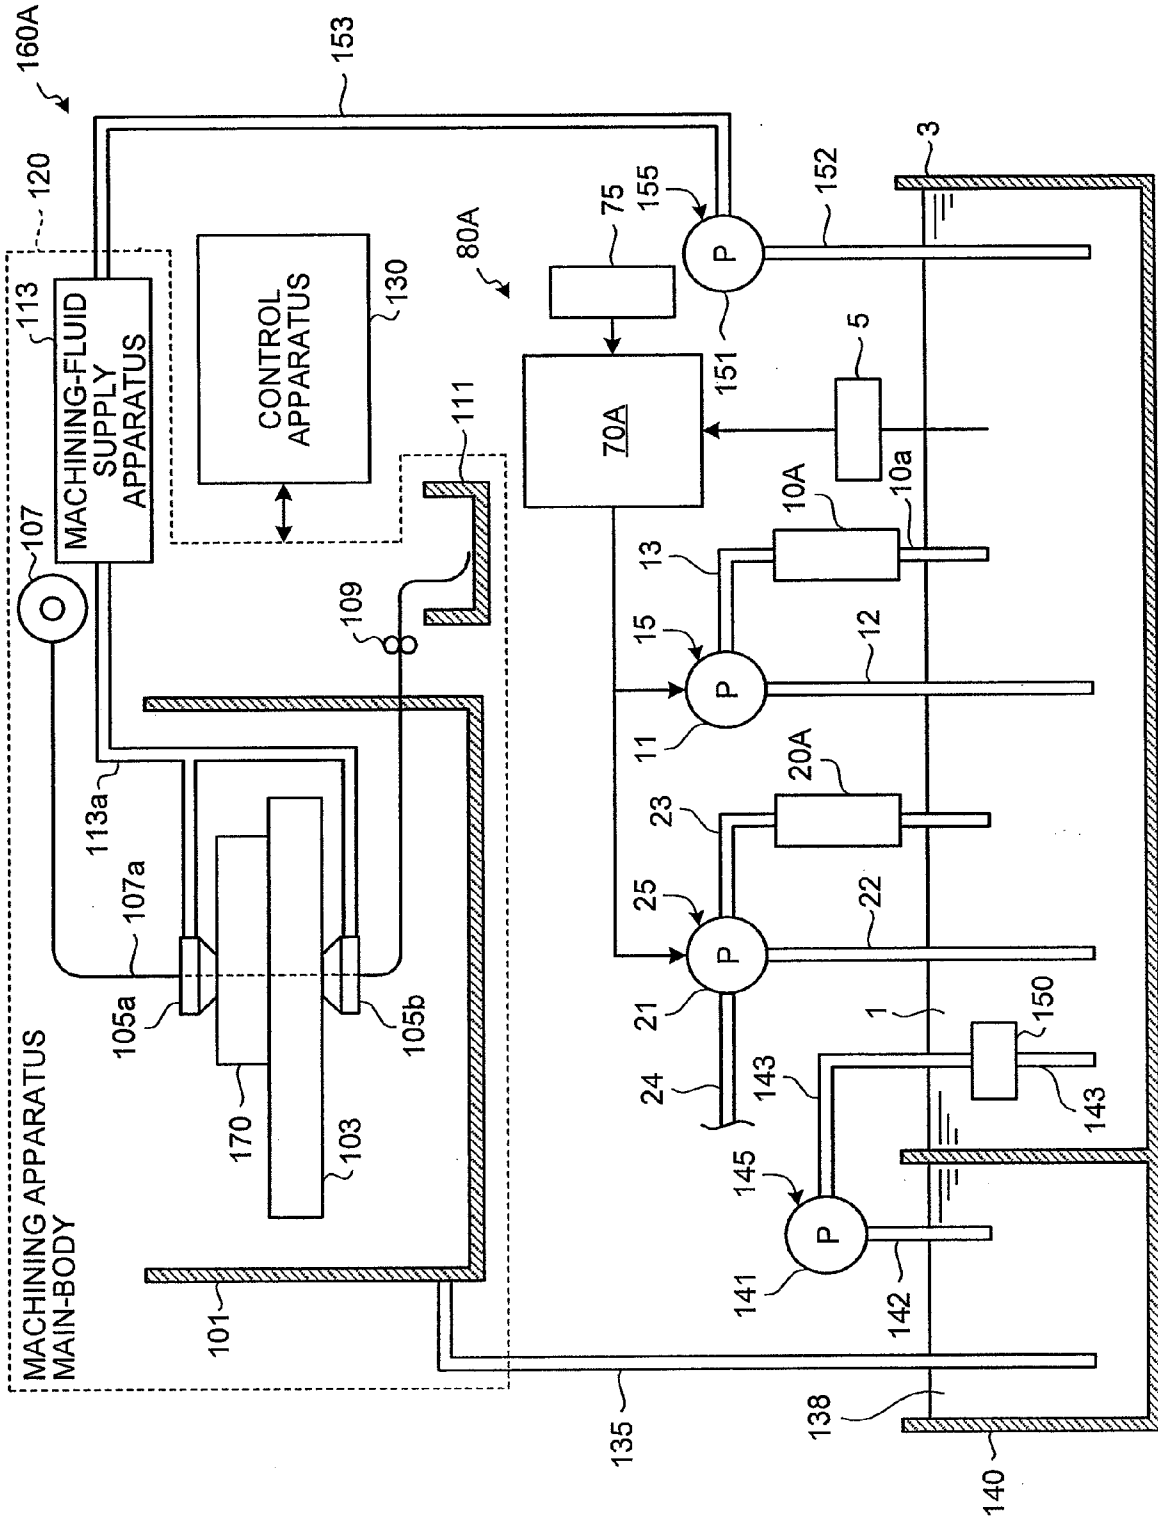 160A
153
120
113
MACHINING-FLUID
SUPPLY
APPARATUS
107
CONTROL
APPARATUS
130
111
109
113a
107a
105a
105b
170
103
101
MACHINING APPARATUS
MAIN-BODY
80A
75
155
P
151
152
3
70A
5
10A
10a
13
15
P
11
12
20A
23
25
P
21
22
24
1
150
143
143
145
P
141
142
135
138
140